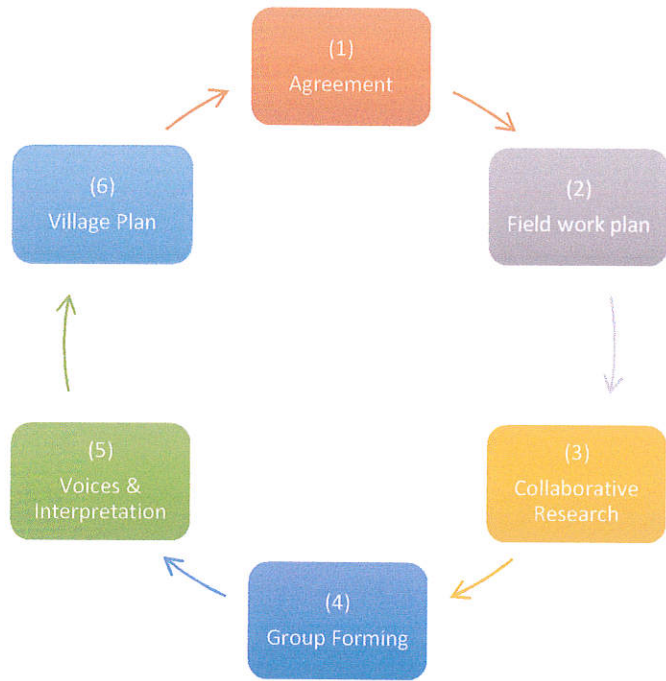 (1)
Agreement
(2)
Field work plan
(3)
Collaborative
Research
(4)
Group Forming
(5)
Voices &
Interpretation
(6)
Village Plan